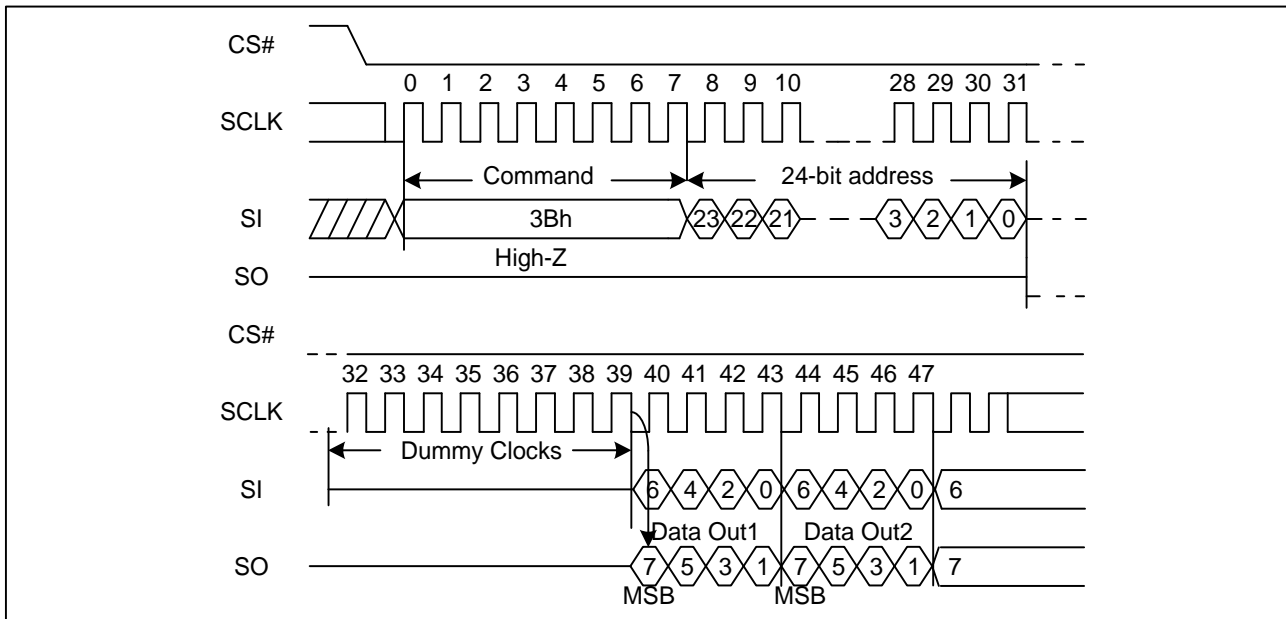 CS#
0 1 2 3 4 5 6 7 8 9 10 28 29 30 31
SCLK
Command 24-bit address
SI 3Bh 23 22 21 3 2 1 0
High-Z
SO
CS#
32 33 34 35 36 37 38 39 40 41 42 43 44 45 46 47
SCLK
Dummy Clocks
SI 6 4 2 0 6 4 2 0 6
Data Out1 Data Out2
SO 7 5 3 1 7 5 3 1 7
MSB MSB